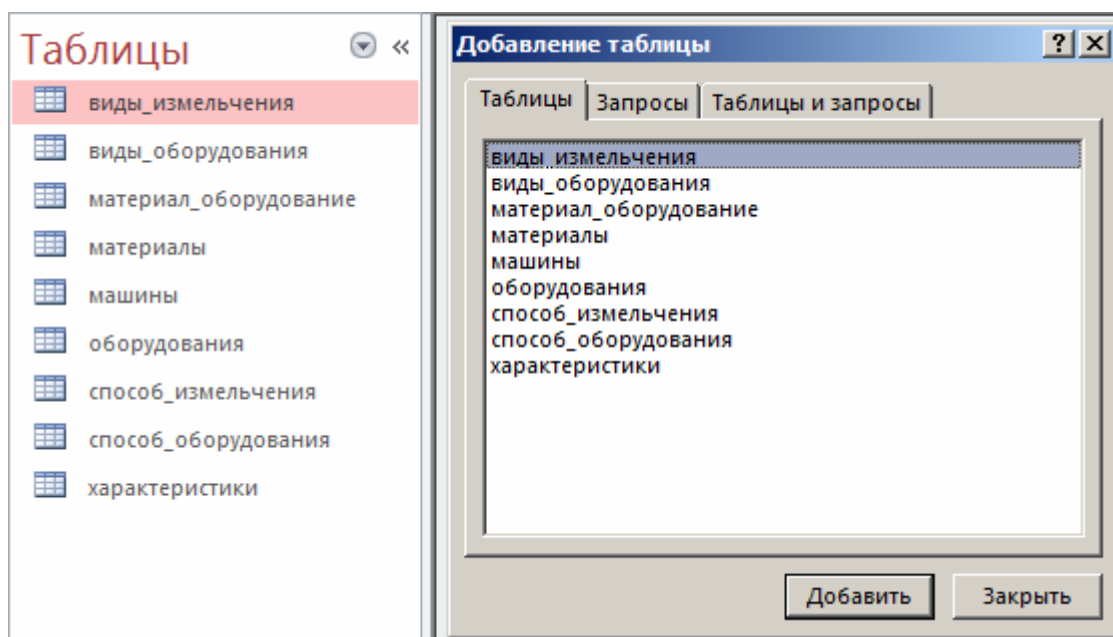 Таблицы
виды_измельчения
виды_оборудования
материал_оборудование
материалы
машины
оборудования
способ_измельчения
способ_оборудования
характеристики
Добавление таблицы
Таблицы Запросы Таблицы и запросы
виды_измельчения
виды_оборудования
материал_оборудование
материалы
машины
оборудования
способ_измельчения
способ_оборудования
характеристики
Добавить Закрыть